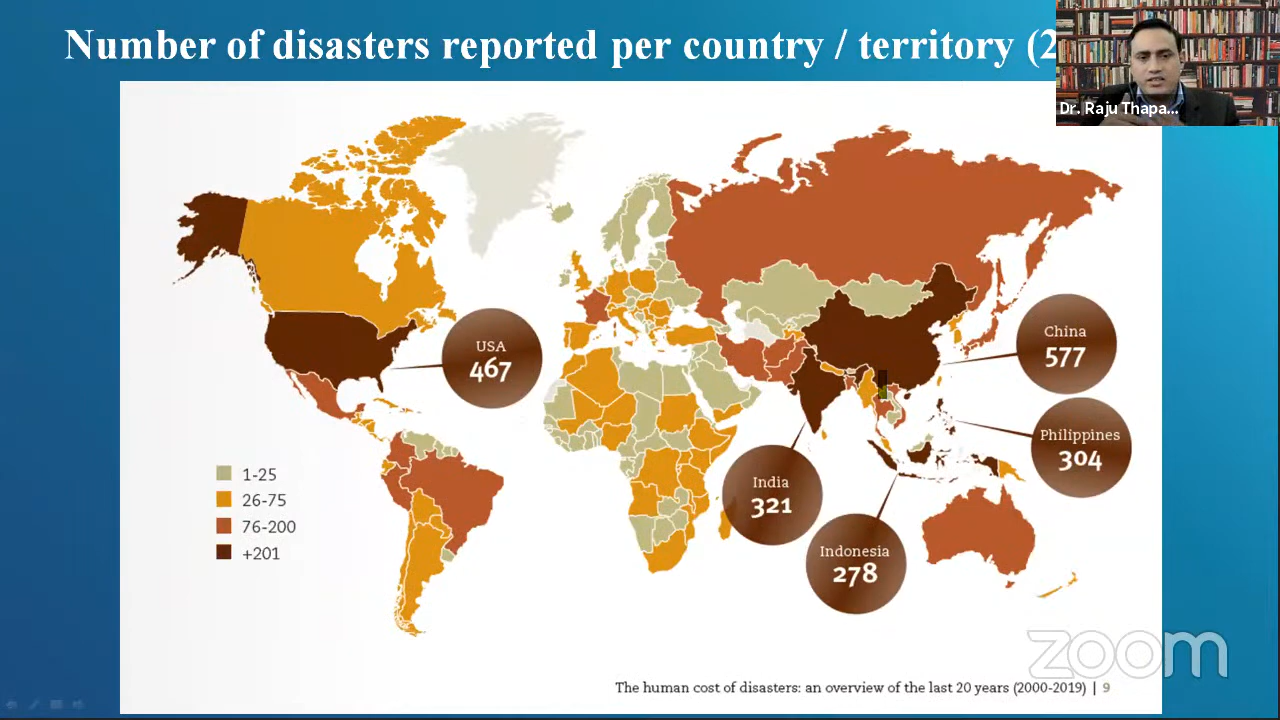 Number of disasters reported per country / territory (2
Dr. Raju Thapa...
USA
467
China
577
Philippines
304
India
321
Indonesia
278
1-25
26-75
76-200
+201
zoom
The human cost of disasters: an overview of the last 20 years (2000-2019) | 9